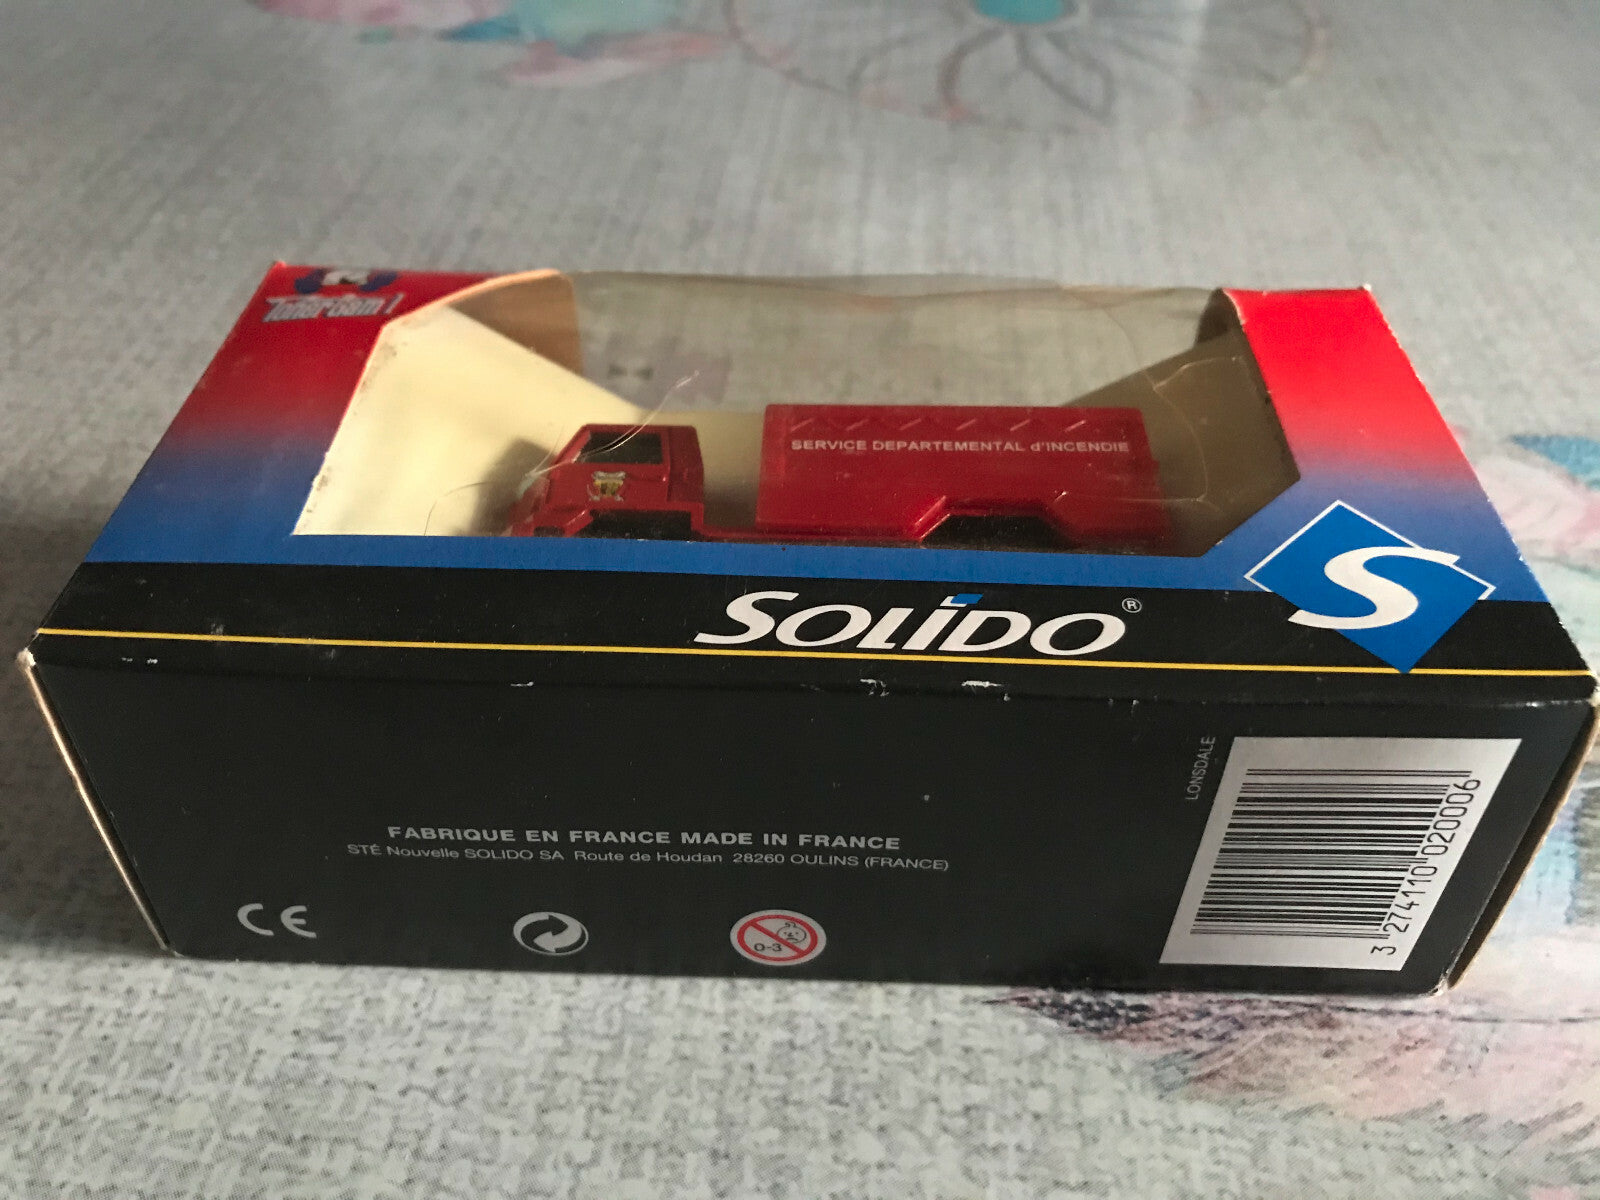 Tonergam I
SERVICE DEPARTEMENTAL d'INCENDIE
SOLIDO®
S
LONSDALE
FABRIQUE EN FRANCE MADE IN FRANCE
STÉ Nouvelle SOLIDO SA Route de Houdan 28260 OULINS (FRANCE)
CE
0-3
3 274110 020006